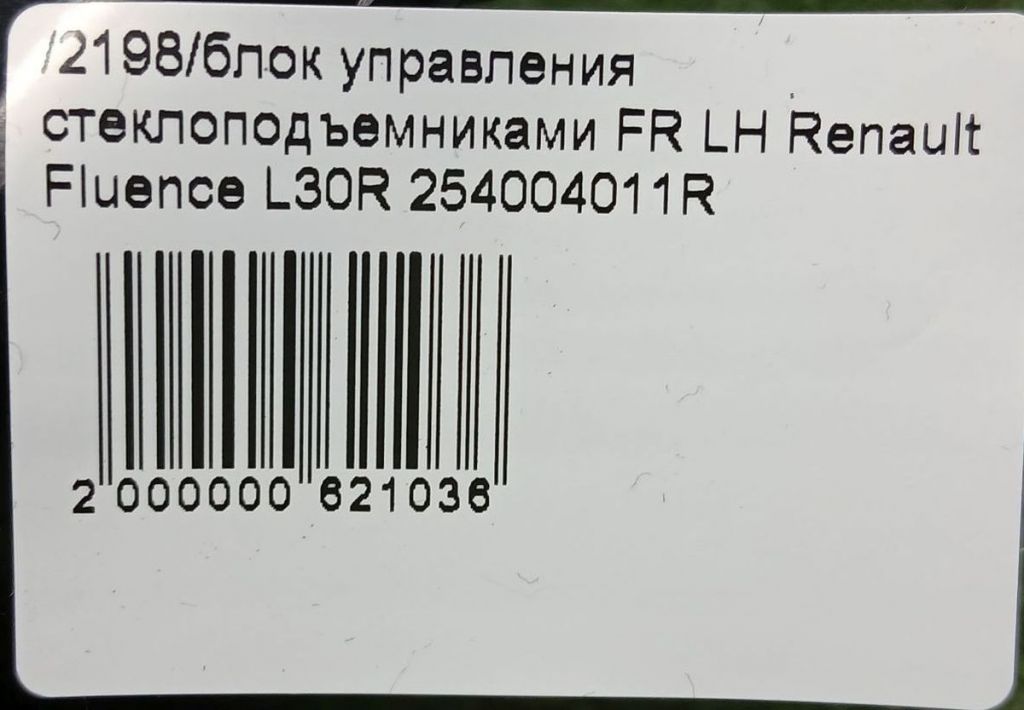 /2198/блок управления
стеклоподъемниками FR LH Renault
Fluence L30R 254004011R
2 000000 621036